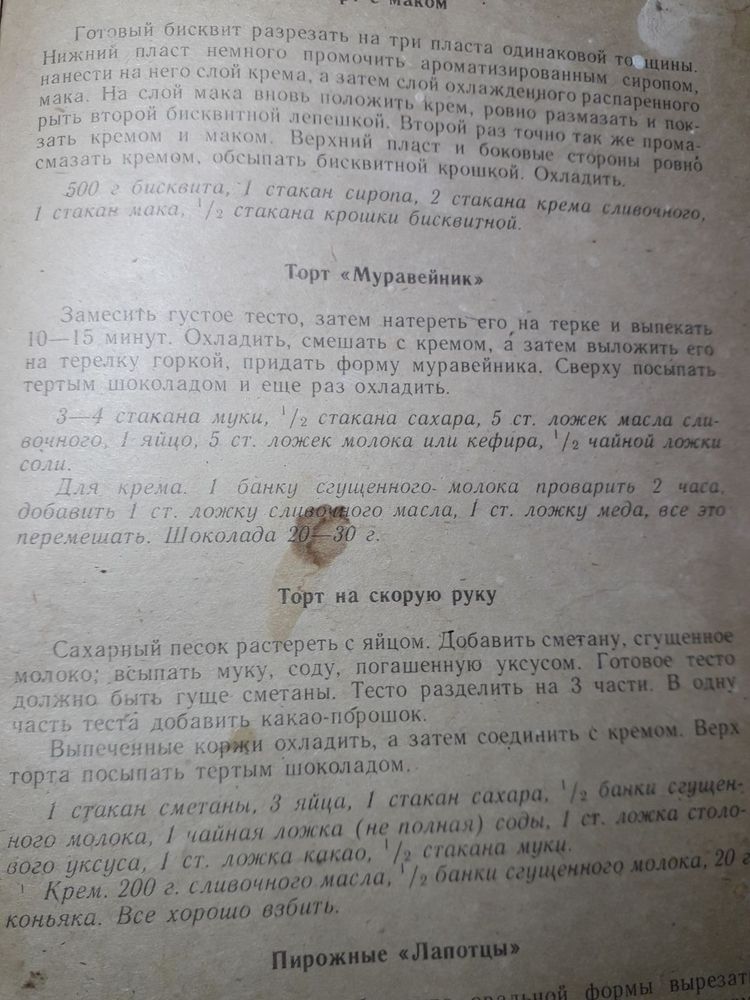 с маком
Готовый бисквит разрезать на три пласта одинаковой толщины.
Нижний пласт немного промочить ароматизированным сиропом,
нанести на него слой крема, а затем слой охлажденного распаренного
мака. На слой мака вновь положить крем, ровно размазать и пок-
рыть второй бисквитной лепешкой. Второй раз точно так же прома-
зать кремом и маком. Верхний пласт и боковые стороны ровно
смазать кремом, обсыпать бисквитной крошкой. Охладить.
500 г бисквита, 1 стакан сиропа, 2 стакана крема сливочного,
1 стакан мака, 1/2 стакана крошки бисквитной.
Торт «Муравейник»
Замесить густое тесто, затем натереть его на терке и выпекать
10—15 минут. Охладить, смешать с кремом, а затем выложить его
на терелку горкой, придать форму муравейника. Сверху посыпать
тертым шоколадом и еще раз охладить.
3—4 стакана муки, 1/2 стакана сахара, 5 ст. ложек масла сли-
вочного, 1 яйцо, 5 ст. ложек молока или кефира, 1/2 чайной ложки
соли.
Для крема. 1 банку сгущенного молока проварить 2 часа,
добавить 1 ст. ложку сливочного масла, 1 ст. ложку меда, все это
перемешать. Шоколада 20—30 г.
Торт на скорую руку
Сахарный песок растереть с яйцом. Добавить сметану, сгущенное
молоко; всыпать муку, соду, погашенную уксусом. Готовое тесто
должно быть гуще сметаны. Тесто разделить на 3 части. В одну
часть теста добавить какао-порошок.
Выпеченные коржи охладить, а затем соединить с кремом. Верх
торта посыпать тертым шоколадом.
1 стакан сметаны, 3 яйца, 1 стакан сахара, 1/2 банки сгущен-
ного молока, 1 чайная ложка (не полная) соды, 1 ст. ложка столо-
вого уксуса, 1 ст. ложка какао, 1/2 стакана муки.
Крем. 200 г. сливочного масла, 1/2 банки сгущенного молока, 20 г
коньяка. Все хорошо взбить.
Пирожные «Лапотцы»
формы вырезат